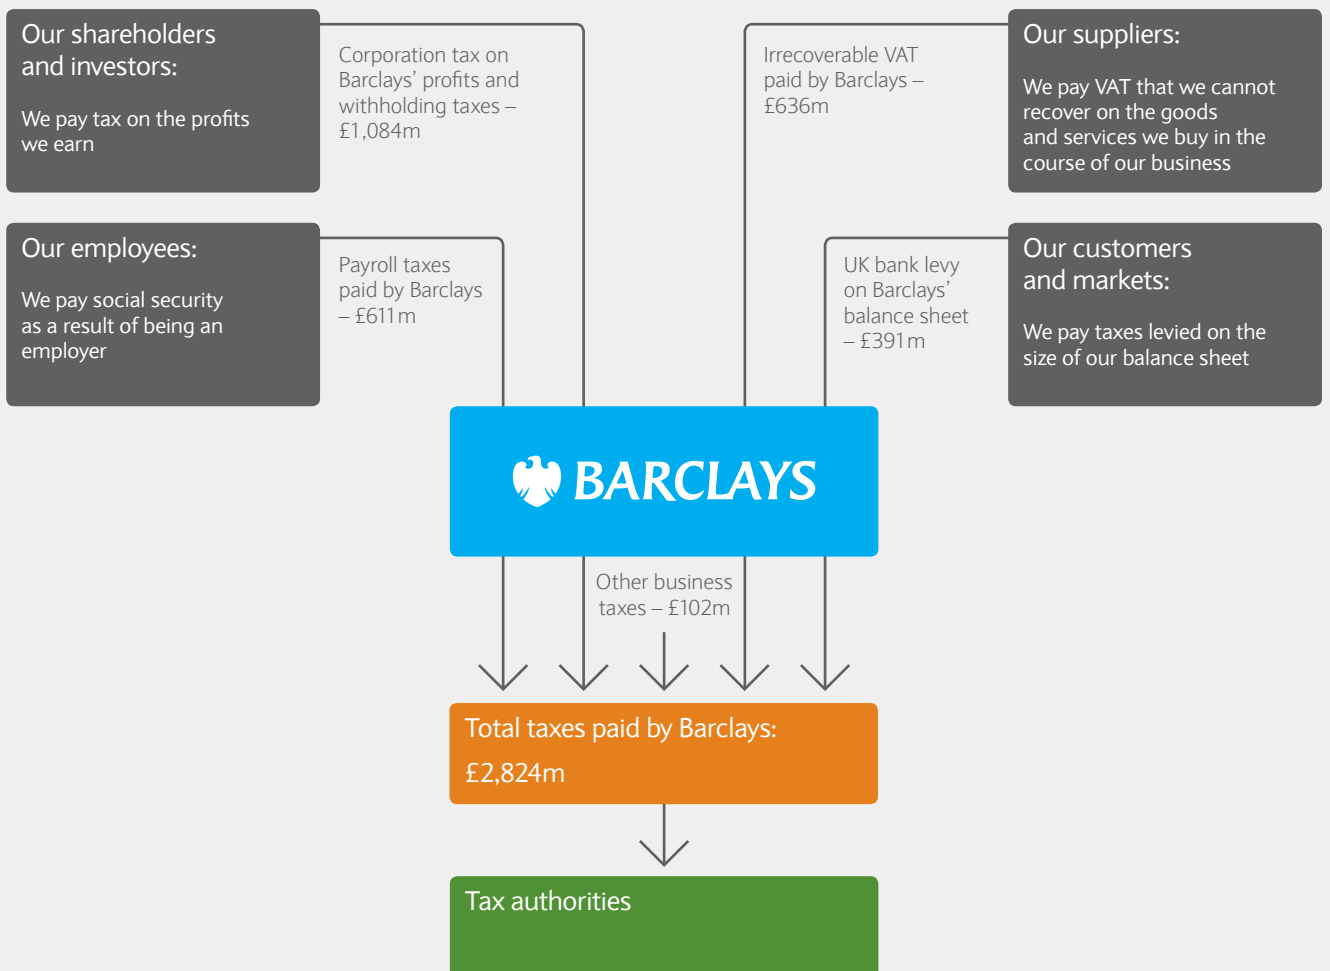 Our shareholders
and investors:
We pay tax on the profits
we earn
Corporation tax on
Barclays’ profits and
withholding taxes –
£1,084m
Irrecoverable VAT
paid by Barclays –
£636m
Our suppliers:
We pay VAT that we cannot
recover on the goods
and services we buy in the
course of our business
Our employees:
We pay social security
as a result of being an
employer
Payroll taxes
paid by Barclays
– £611m
UK bank levy
on Barclays’
balance sheet
– £391m
Our customers
and markets:
We pay taxes levied on the
size of our balance sheet
BARCLAYS
Other business
taxes – £102m
Total taxes paid by Barclays:
£2,824m
Tax authorities